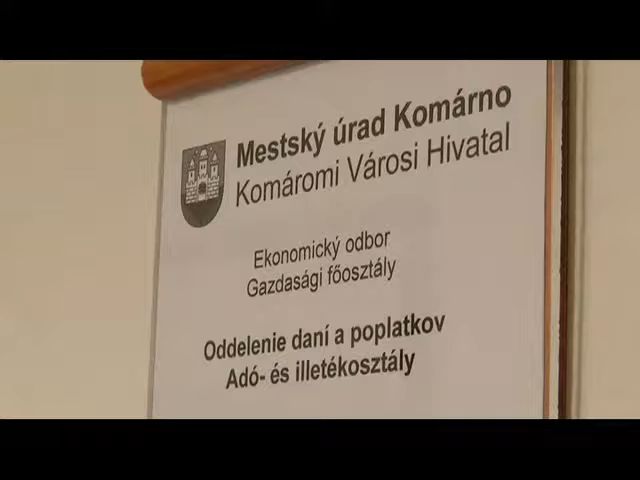 Mestský úrad Komárno
Komáromi Városi Hivatal
Ekonomický odbor
Gazdasági főosztály
Oddelenie daní a poplatkov
Adó- és illetékosztály